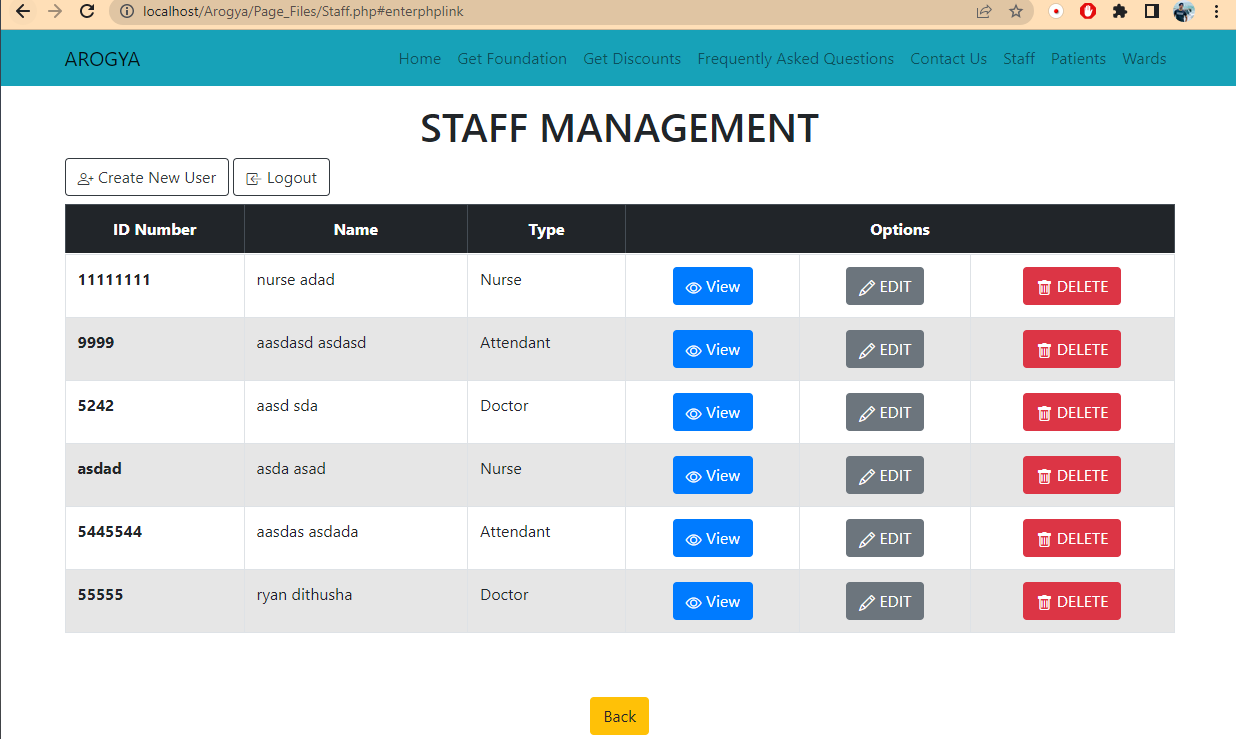 localhost/Arogya/Page_Files/Staff.php#enterphplink
AROGYA Home Get Foundation Get Discounts Frequently Asked Questions Contact Us Staff Patients Wards
STAFF MANAGEMENT
Create New User Logout
ID Number Name Type Options
11111111 nurse adad Nurse View EDIT DELETE
9999 aasdasd asdasd Attendant View EDIT DELETE
5242 aasd sda Doctor View EDIT DELETE
asdad asda asad Nurse View EDIT DELETE
5445544 aasdas asdada Attendant View EDIT DELETE
55555 ryan dithusha Doctor View EDIT DELETE
Back